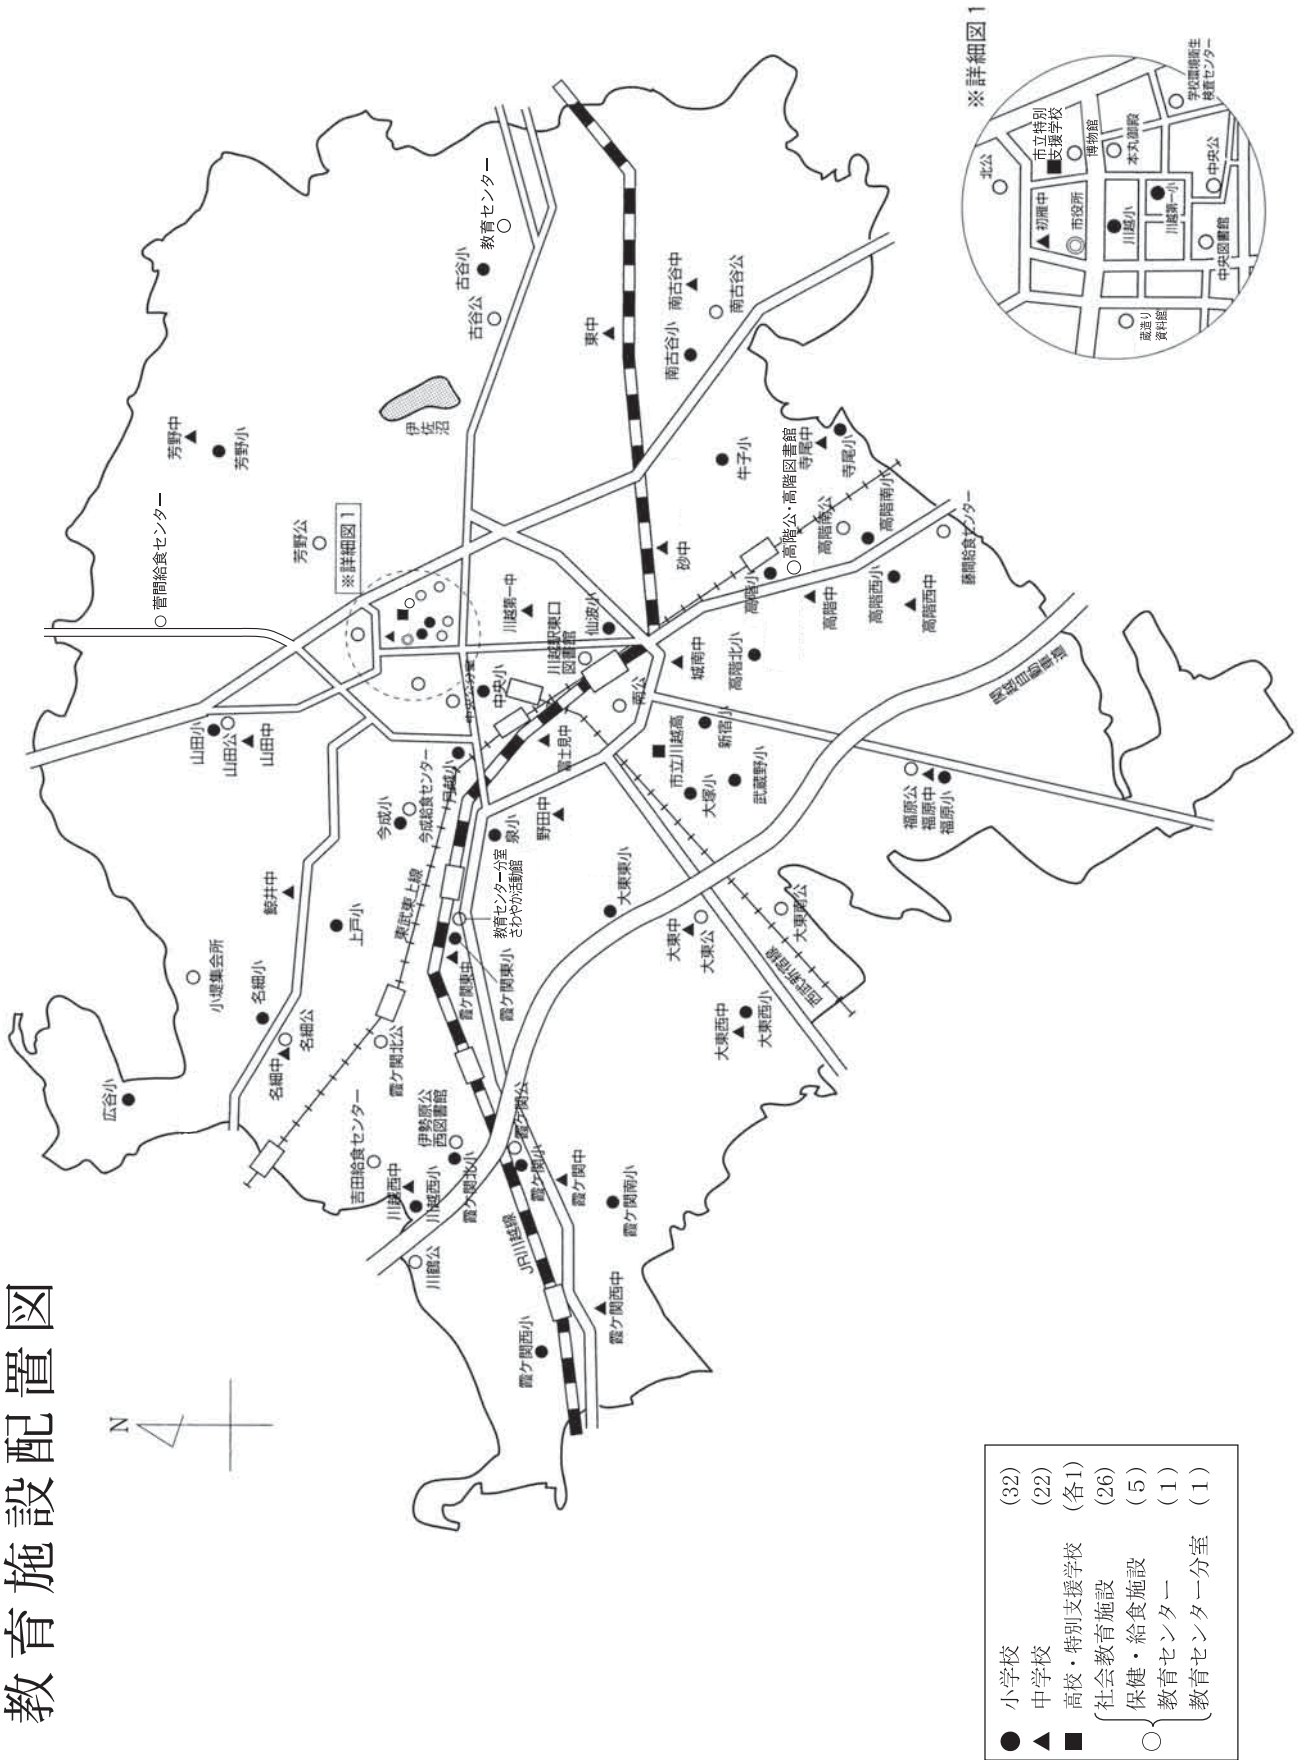 教育施設配置図
N
● 小学校 (32)
▲ 中学校 (22)
■ 高校・特別支援学校 (各1)
○ 社会教育施設 (26)
保健・給食施設 (5)
教育センター (1)
教育センター分室 (1)
広谷小
小堤集会所
名細小
名細中
名細公
鯨井中
上戸小
吉田給食センター
霞ケ関北公
伊勢原公
西図書館
川越西中
川越西小
霞ケ関北小
川鶴公
霞ケ関公
霞ケ関小
霞ケ関中
霞ケ関南小
霞ケ関西中
霞ケ関西小
JR川越線
東武東上線
霞ケ関東中
霞ケ関東小
教育センター分室
さわやか活動館
山田小
山田公
山田中
今成小
今成給食センター
月越小
泉小
野田中
富士見中
中央小
中央公分室
川越駅東口
図書館
仙波小
川越第一中
菅間給食センター
芳野中
芳野小
芳野公
※詳細図1
伊佐沼
古谷公
古谷小
教育センター
東中
南古谷小
南古谷中
南古谷公
牛子小
砂中
高階公・高階図書館
寺尾中
寺尾小
高階南公
高階南小
高階小
高階中
高階西小
高階西中
藤間給食センター
城南中
高階北小
南公
市立川越高
新宿小
大塚小
武蔵野小
関越自動車道
福原公
福原中
福原小
大東東小
大東中
大東公
大東南公
西武新宿線
大東西中
大東西小
※詳細図1
北公
市立特別
支援学校
博物館
本丸御殿
学校環境衛生
検査センター
初雁中
市役所
川越小
川越第一小
中央公
中央図書館
蔵造り
資料館